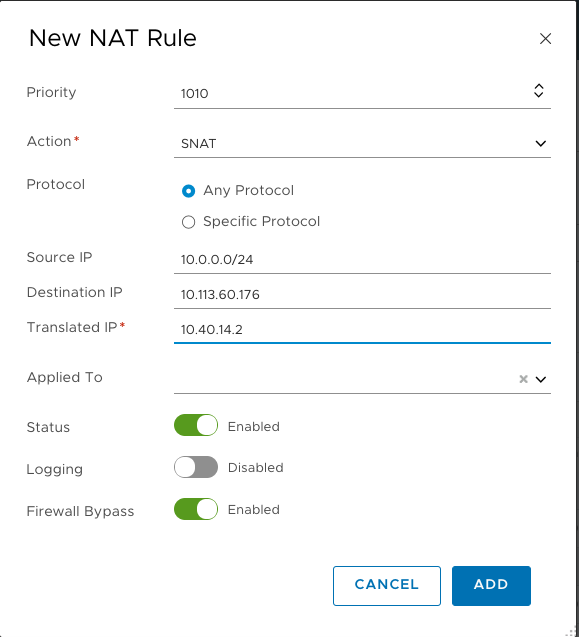 New NAT Rule
Priority
1010
Action*
SNAT
Protocol
Any Protocol
Specific Protocol
Source IP
10.0.0.0/24
Destination IP
10.113.60.176
Translated IP*
10.40.14.2
Applied To
Status
Enabled
Logging
Disabled
Firewall Bypass
Enabled
CANCEL
ADD